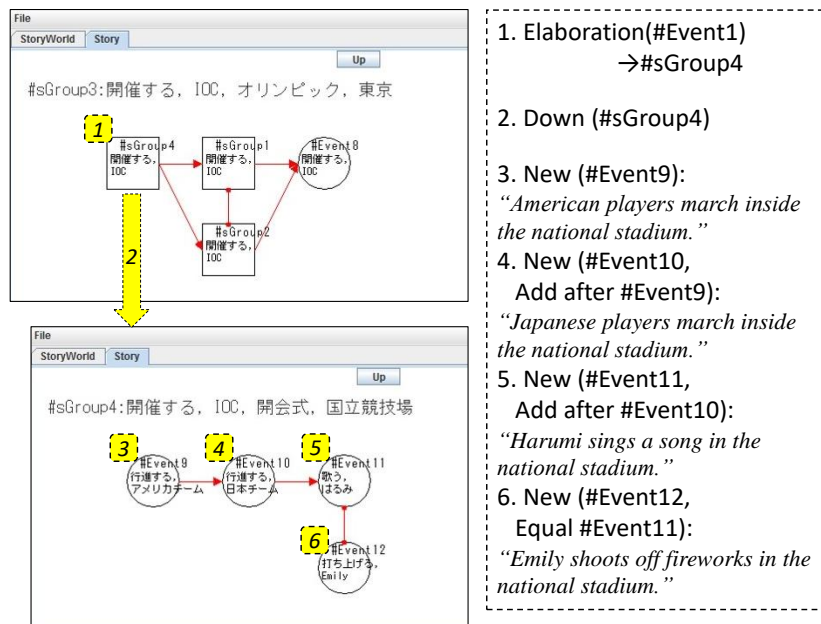 File
StoryWorld Story
Up
#sGroup3:開催する, IOC, オリンピック, 東京
1
#sGroup4
開催する,
IOC
#sGroup1
開催する,
IOC
#Event8
開催する,
IOC
#sGroup2
開催する,
IOC
2
File
StoryWorld Story
Up
#sGroup4:開催する, IOC, 開会式, 国立競技場
3
#Event9
行進する,
アメリカチーム
4
#Event10
行進する,
日本チーム
5
#Event11
歌う,
はるみ
6
#Event12
打ち上げる,
Emily
1. Elaboration(#Event1)
→#sGroup4
2. Down (#sGroup4)
3. New (#Event9):
“American players march inside
the national stadium.”
4. New (#Event10,
Add after #Event9):
“Japanese players march inside
the national stadium.”
5. New (#Event11,
Add after #Event10):
“Harumi sings a song in the
national stadium.”
6. New (#Event12,
Equal #Event11):
“Emily shoots off fireworks in the
national stadium.”